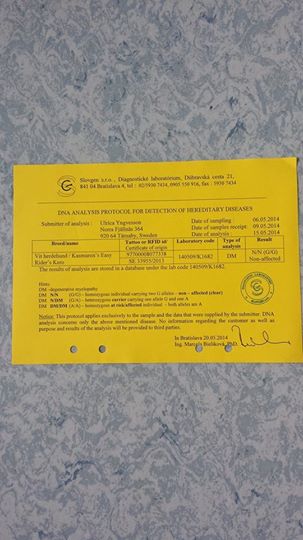 Slovgen s.r.o., Diagnostické laboratórium, Dúbravská cesta 21,
841 04 Bratislava 4, tel : 02/5930 7434, 0905 550 916, fax : 5930 7434
DNA ANALYSIS PROTOCOL FOR DETECTION OF HEREDITARY DISEASES
Submitter of analysis : Ulrica Yngvesson
Norra Fjällnäs 364
920 64 Tärnaby, Sweden
Date of sampling : 06.05.2014
Date of samples receipt: 09.05.2014
Date of analysis : 15.05.2014
Breed/name Tattoo or RFID id/ Certificate of origin Laboratory code Type of analysis Result
Vit herdehund / Kaumarox's Easy Rider's Kato 977000008077338 SE 33955/2013 140509/K1682 DM N/N (G/G) Non-affected
The results of analysis are stored in a database under the lab code 140509/K1682.
Hints
DM -degenerative myelopathy
DM N/N (G/G) - homozygous individual carrying two G alleles - non - affected (clear)
DM N/DM (G/A) - heterozygous carrier carrying one allele G and one A
DM DM/DM (A/A) - homozygous at risk/affected individual - both alleles are A
Notice: This protocol applies exclusively to the sample and the data that were supplied by the submitter. DNA
analysis concerns only the above mentioned disease. No information regarding the customer as well as
purpose and results of the analysis will be provided to third parties.
In Bratislava 20.05.2014
Ing. Marcela Bieliková, PhD.